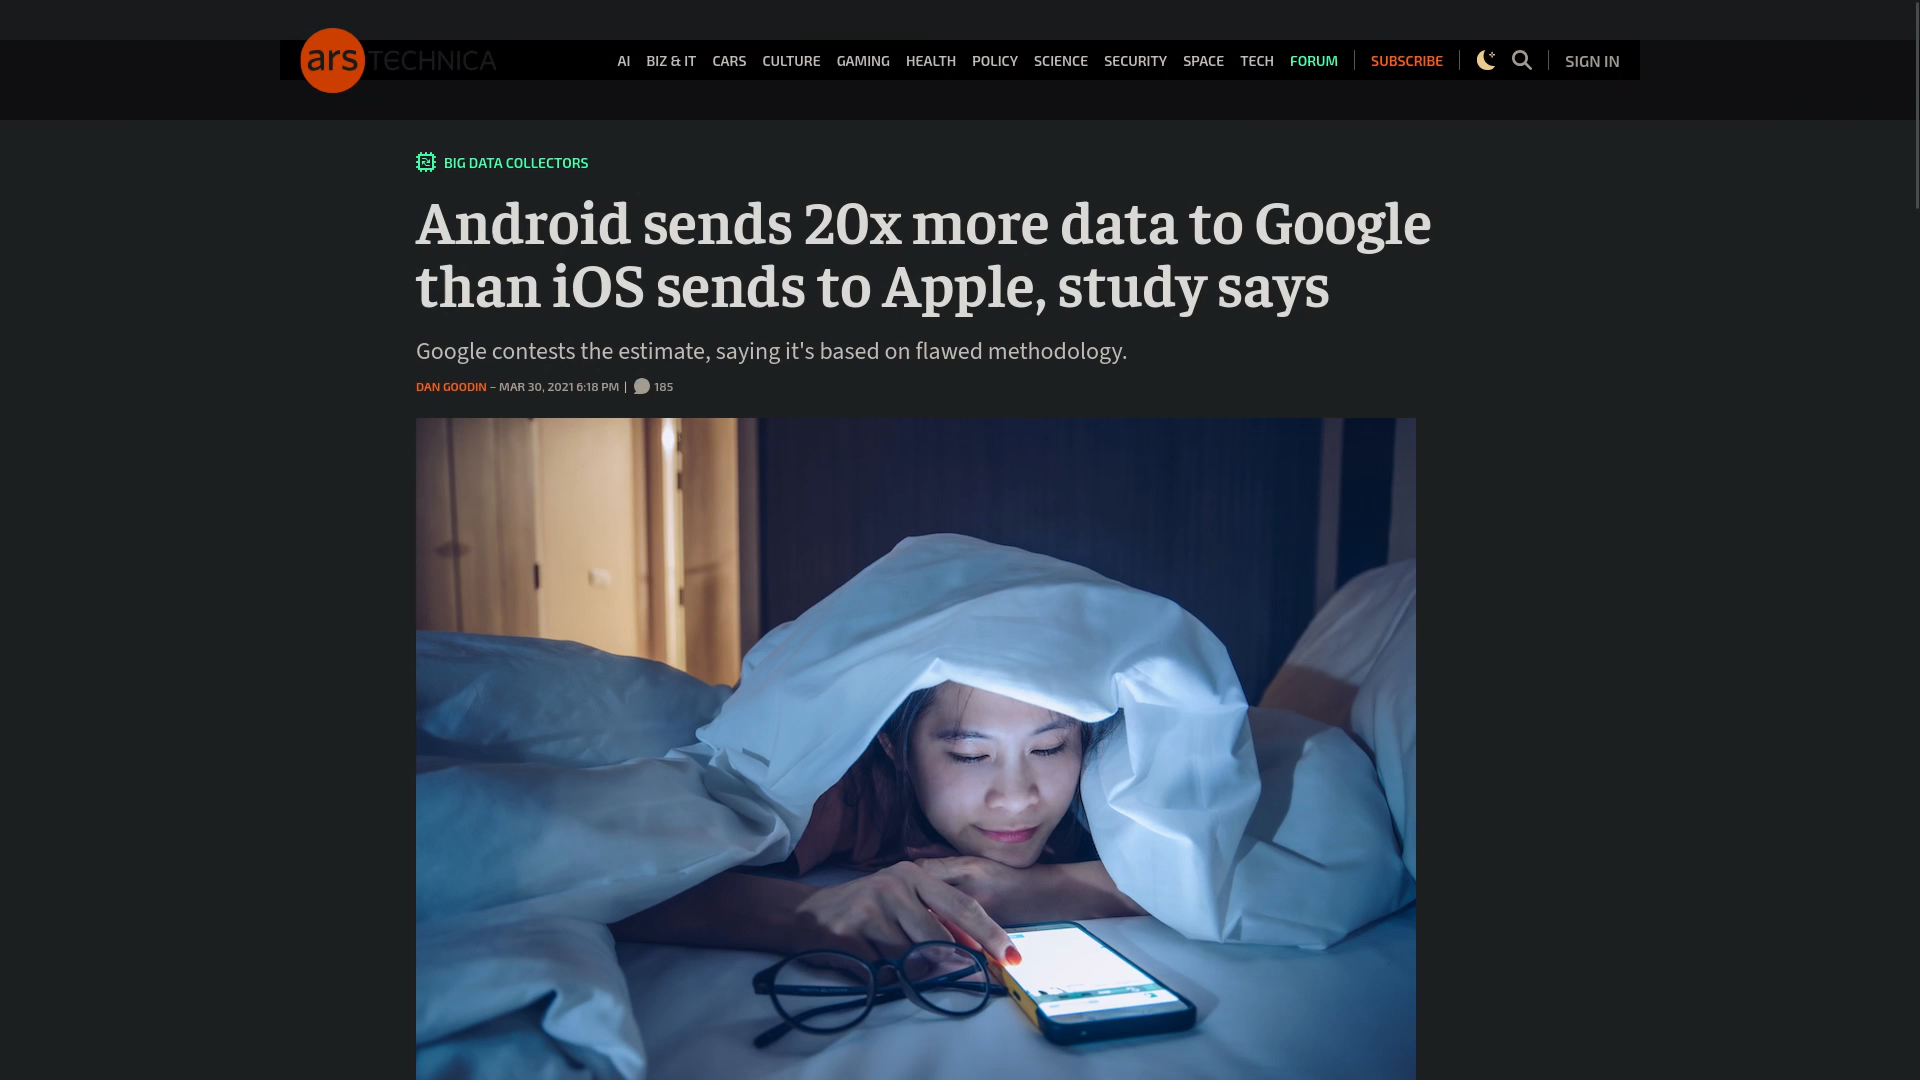 ars TECHNICA
AI BIZ & IT CARS CULTURE GAMING HEALTH POLICY SCIENCE SECURITY SPACE TECH FORUM SUBSCRIBE SIGN IN
BIG DATA COLLECTORS
Android sends 20x more data to Google
than iOS sends to Apple, study says
Google contests the estimate, saying it's based on flawed methodology.
DAN GOODIN – MAR 30, 2021 6:18 PM | 185